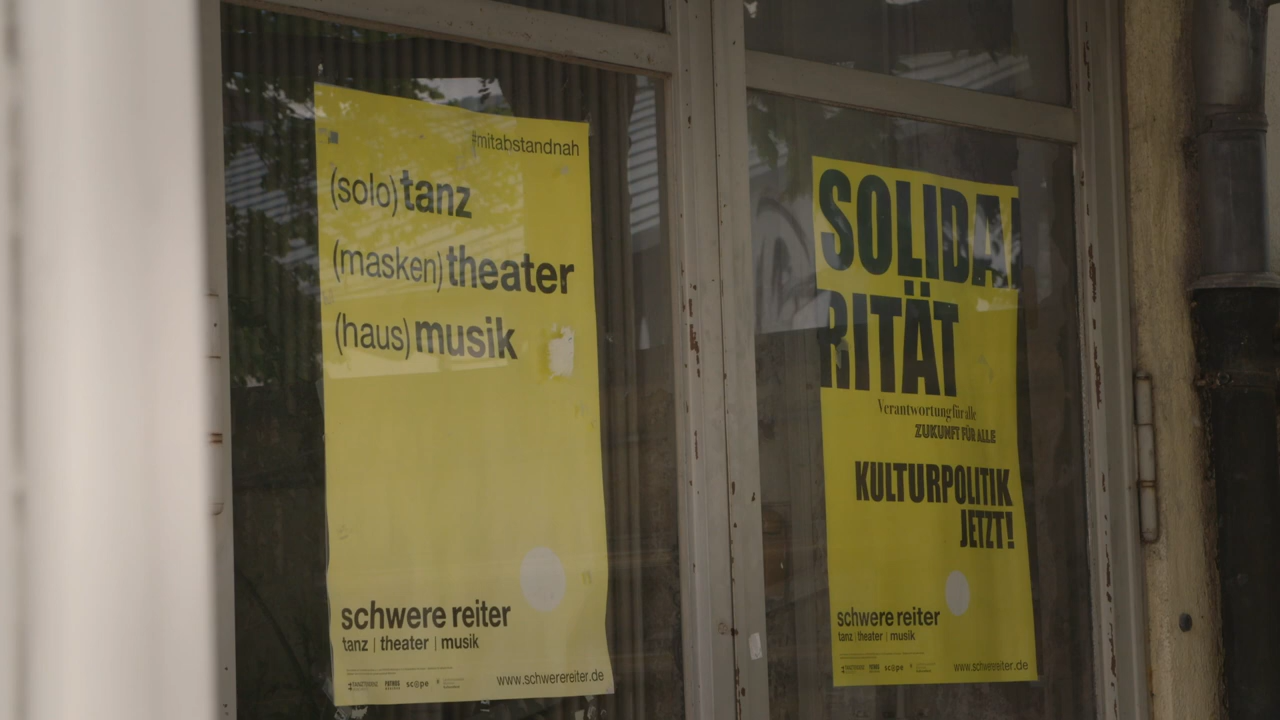 #mitabstandnah
(solo)tanz
(masken)theater
(haus)musik
schwere reiter
tanz | theater | musik
www.schwerereiter.de
SOLIDA
RITÄT
Verantwortung für alle
ZUKUNFT FÜR ALLE
KULTURPOLITIK
JETZT!
schwere reiter
tanz | theater | musik
www.schwerereiter.de